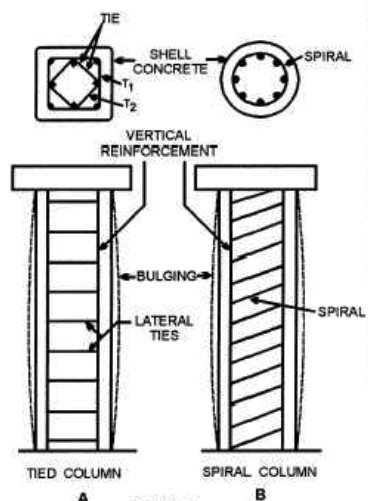 TIE
SHELL
CONCRETE
SPIRAL
T1
T2
VERTICAL
REINFORCEMENT
BULGING
LATERAL
TIES
SPIRAL
TIED COLUMN
SPIRAL COLUMN
A
B